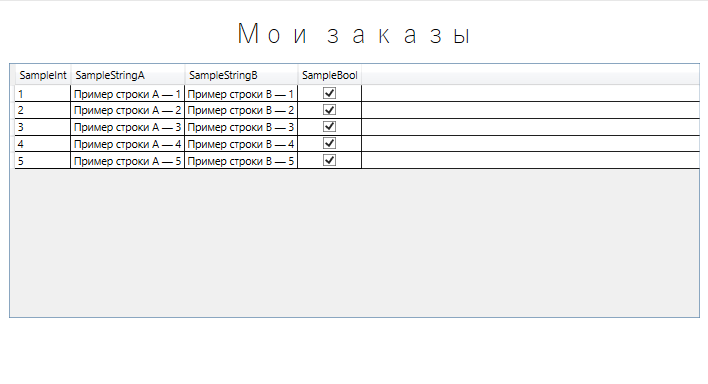 Мои заказы
SampleInt SampleStringA SampleStringB SampleBool
1 Пример строки A — 1 Пример строки B — 1
2 Пример строки A — 2 Пример строки B — 2
3 Пример строки A — 3 Пример строки B — 3
4 Пример строки A — 4 Пример строки B — 4
5 Пример строки A — 5 Пример строки B — 5